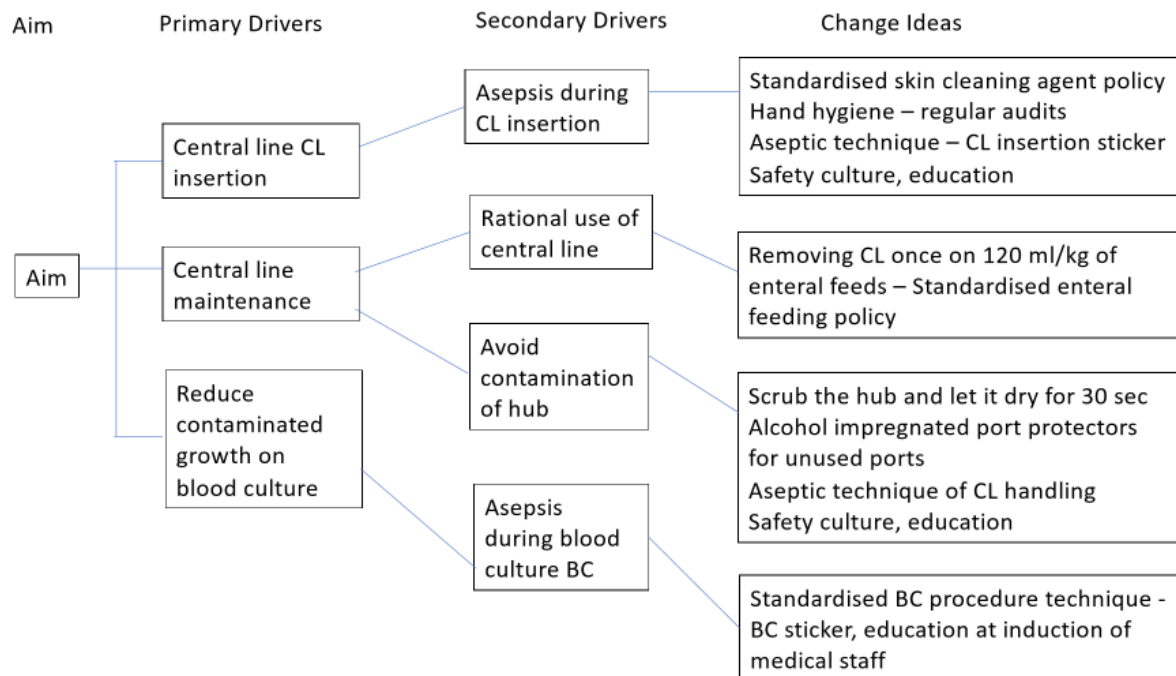 Aim
Primary Drivers
Secondary Drivers
Change Ideas
Aim
Central line CL
insertion
Central line
maintenance
Reduce
contaminated
growth on
blood culture
Asepsis during
CL insertion
Rational use of
central line
Avoid
contamination
of hub
Asepsis
during blood
culture BC
Standardised skin cleaning agent policy
Hand hygiene – regular audits
Aseptic technique – CL insertion sticker
Safety culture, education
Removing CL once on 120 ml/kg of
enteral feeds – Standardised enteral
feeding policy
Scrub the hub and let it dry for 30 sec
Alcohol impregnated port protectors
for unused ports
Aseptic technique of CL handling
Safety culture, education
Standardised BC procedure technique -
BC sticker, education at induction of
medical staff